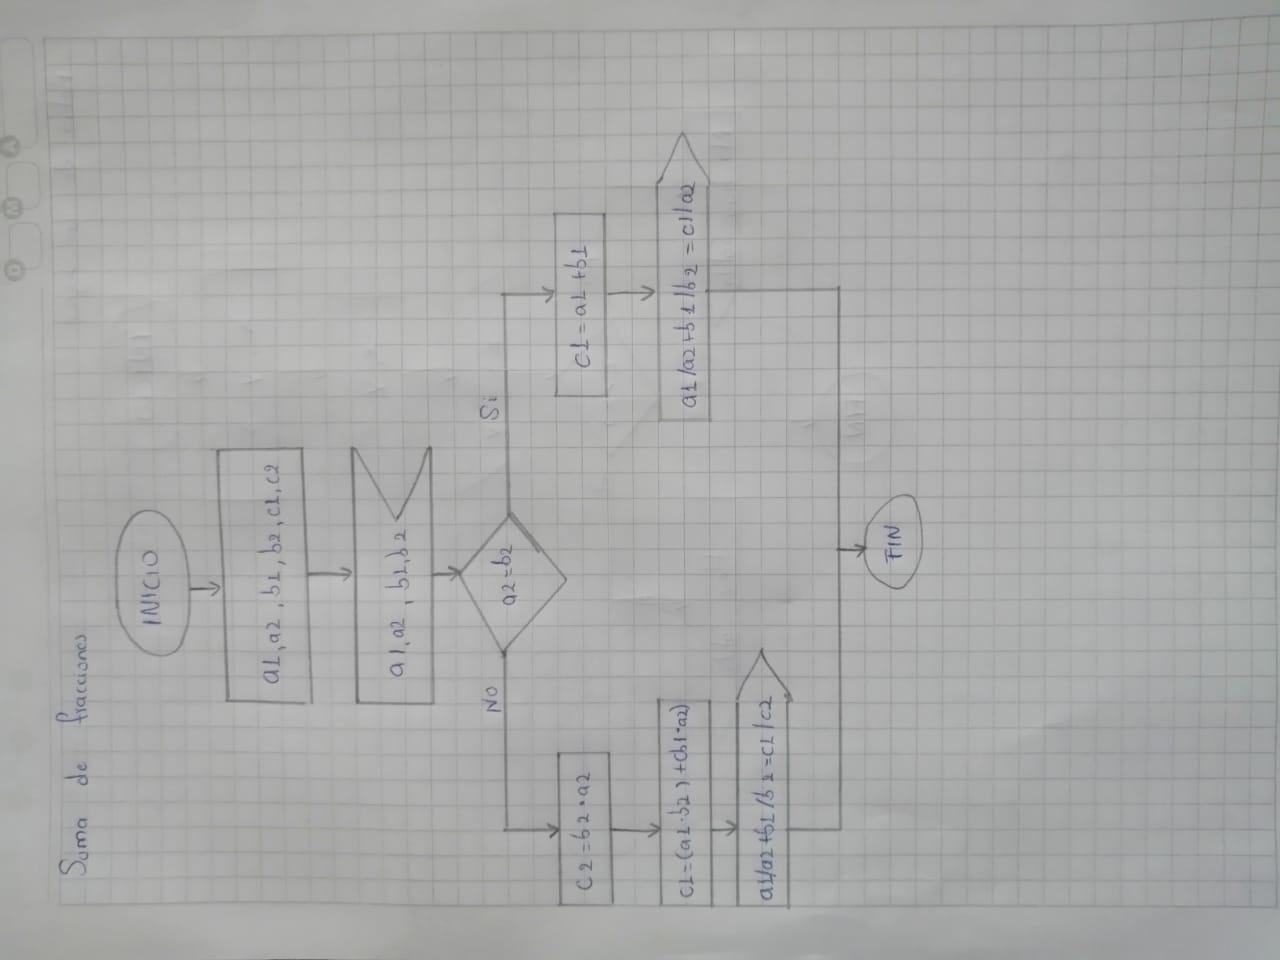 Suma de fracciones
INICIO
a1,a2,b1,b2,c1,c2
a1,a2,b1,b2
a2=b2
No
Si
c2=b2·a2
c1=(a1·b2)+(b1·a2)
a1/a2+b1/b2=c1/c2
c1=a1+b1
a1/a2+b1/b2=c1/a2
FIN